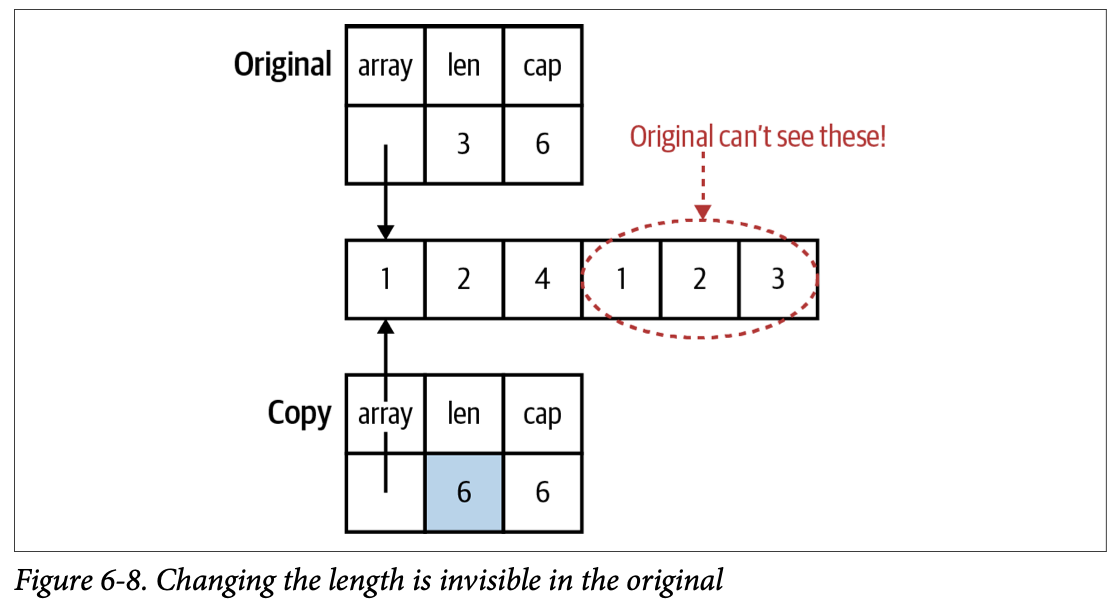 Original array len cap
3 6
Original can't see these!
1 2 4 1 2 3
Copy array len cap
6 6
Figure 6-8. Changing the length is invisible in the original